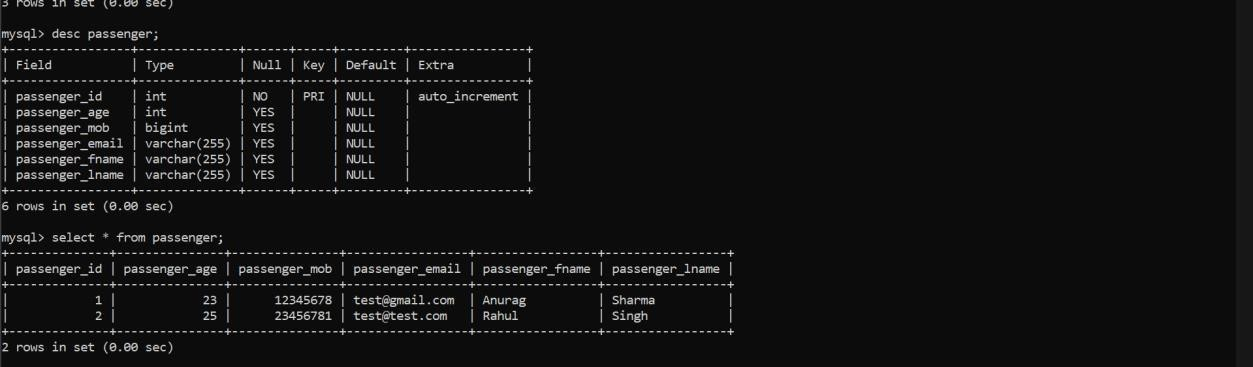 3 rows in set (0.00 sec)
mysql> desc passenger;
+-----------------+--------------+------+-----+---------+----------------+
| Field           | Type         | Null | Key | Default | Extra          |
+-----------------+--------------+------+-----+---------+----------------+
| passenger_id    | int          | NO   | PRI | NULL    | auto_increment |
| passenger_age   | int          | YES  |     | NULL    |                |
| passenger_mob   | bigint       | YES  |     | NULL    |                |
| passenger_email | varchar(255) | YES  |     | NULL    |                |
| passenger_fname | varchar(255) | YES  |     | NULL    |                |
| passenger_lname | varchar(255) | YES  |     | NULL    |                |
+-----------------+--------------+------+-----+---------+----------------+
6 rows in set (0.00 sec)
mysql> select * from passenger;
+--------------+---------------+---------------+-----------------+-----------------+-----------------+
| passenger_id | passenger_age | passenger_mob | passenger_email | passenger_fname | passenger_lname |
+--------------+---------------+---------------+-----------------+-----------------+-----------------+
|            1 |            23 |      12345678 | test@gmail.com  | Anurag          | Sharma          |
|            2 |            25 |      23456781 | test@test.com   | Rahul           | Singh           |
+--------------+---------------+---------------+-----------------+-----------------+-----------------+
2 rows in set (0.00 sec)